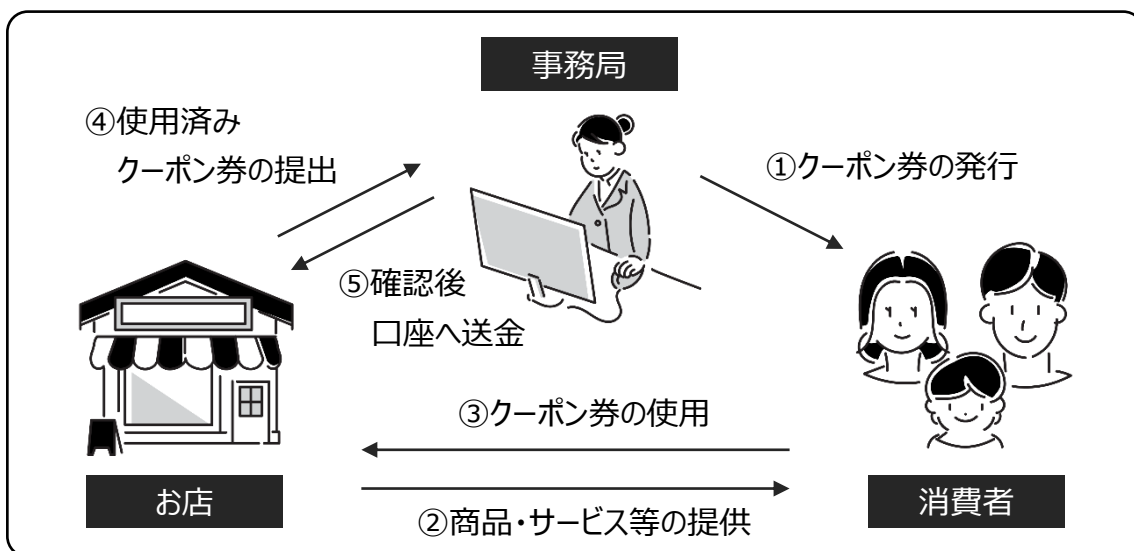 事務局
④使用済み
クーポン券の提出
①クーポン券の発行
⑤確認後
口座へ送金
③クーポン券の使用
お店
消費者
②商品・サービス等の提供